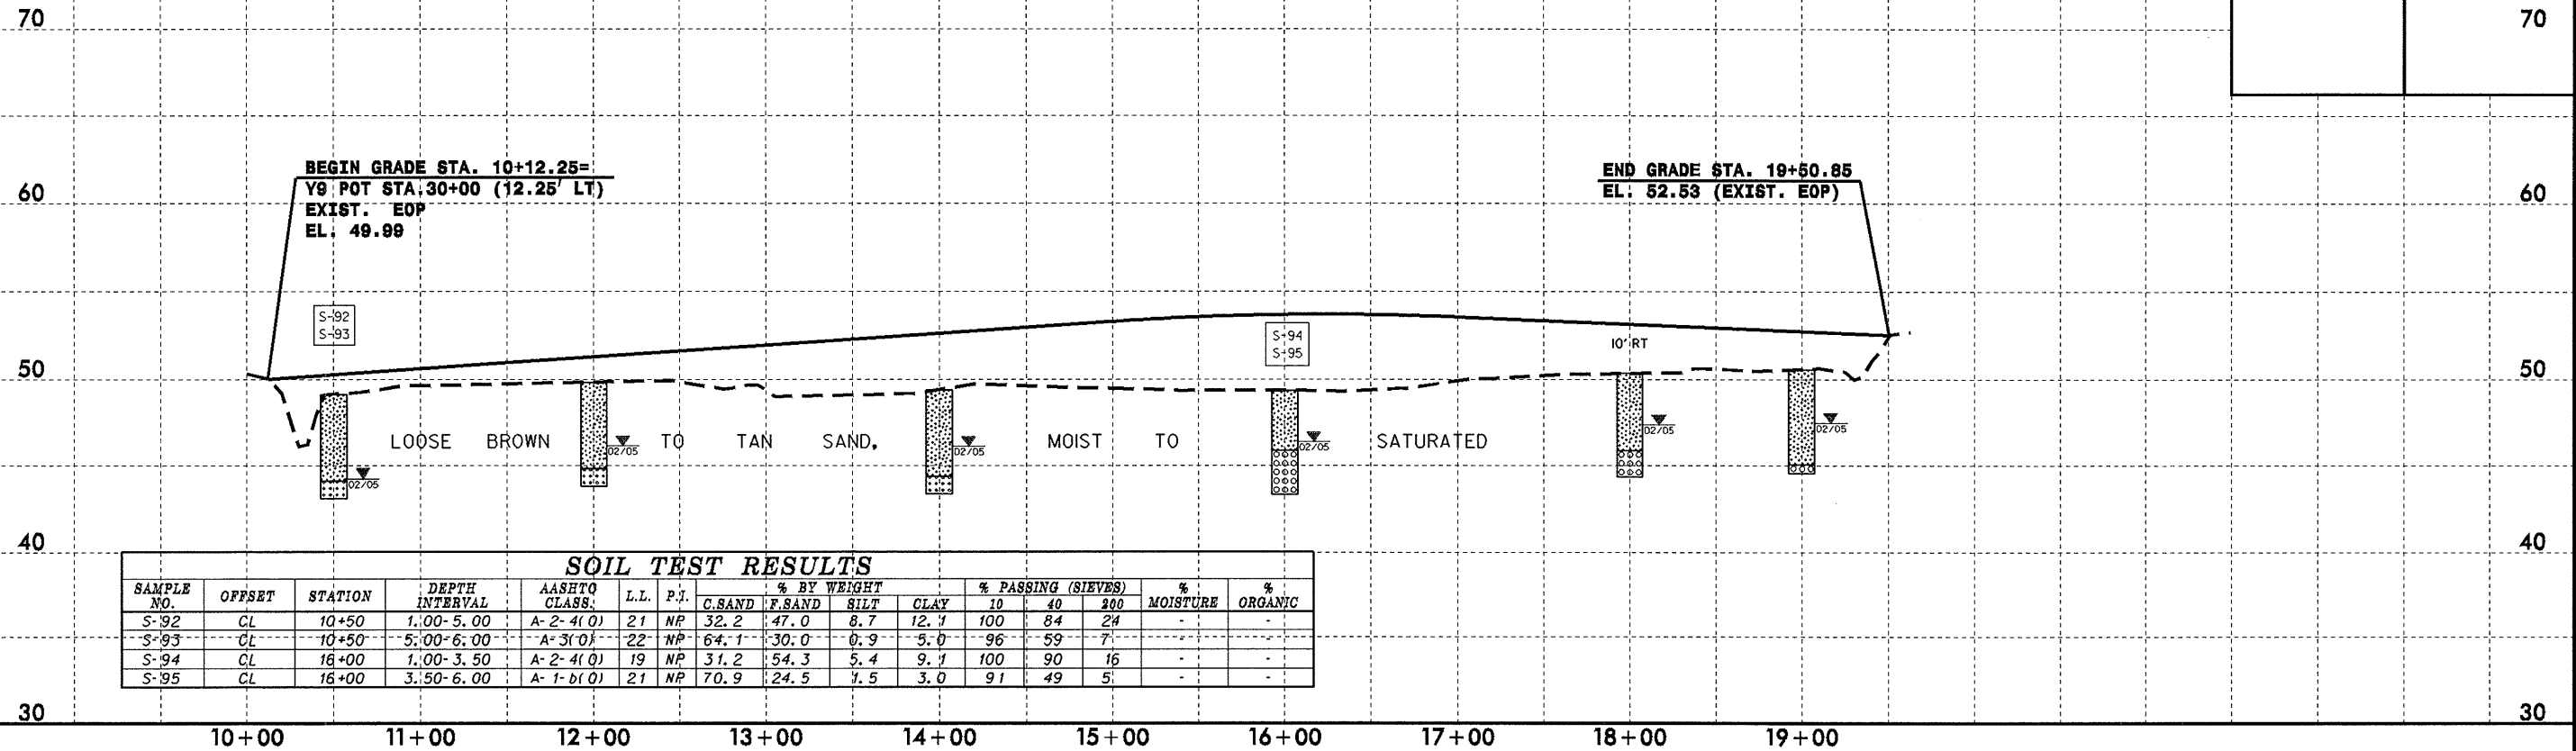 70 70
BEGIN GRADE STA. 10+12.25=
Y9 POT STA.30+00 (12.25' LT)
EXIST. EOP
EL. 49.99
END GRADE STA. 19+50.85
EL. 52.53 (EXIST. EOP)
60 60
S-92
S-93
S-94
S-95
10' RT
50 50
LOOSE BROWN TO TAN SAND, MOIST TO SATURATED
02/05 02/05 02/05 02/05 02/05 02/05
40 40
SOIL TEST RESULTS
SAMPLE NO. OFFSET STATION DEPTH INTERVAL AASHTO CLASS. L.L. P.I. % BY WEIGHT % PASSING (SIEVES) % MOISTURE % ORGANIC
C.SAND F.SAND SILT CLAY 10 40 200
S-92 CL 10+50 1.00-5.00 A-2-4(0) 21 NP 32.2 47.0 8.7 12.1 100 84 24 - -
S-93 CL 10+50 5.00-6.00 A-3(0) 22 NP 64.1 30.0 0.9 5.0 96 59 7 - -
S-94 CL 16+00 1.00-3.50 A-2-4(0) 19 NP 31.2 54.3 5.4 9.1 100 90 16 - -
S-95 CL 16+00 3.50-6.00 A-1-b(0) 21 NP 70.9 24.5 1.5 3.0 91 49 5 - -
30 30
10+00 11+00 12+00 13+00 14+00 15+00 16+00 17+00 18+00 19+00